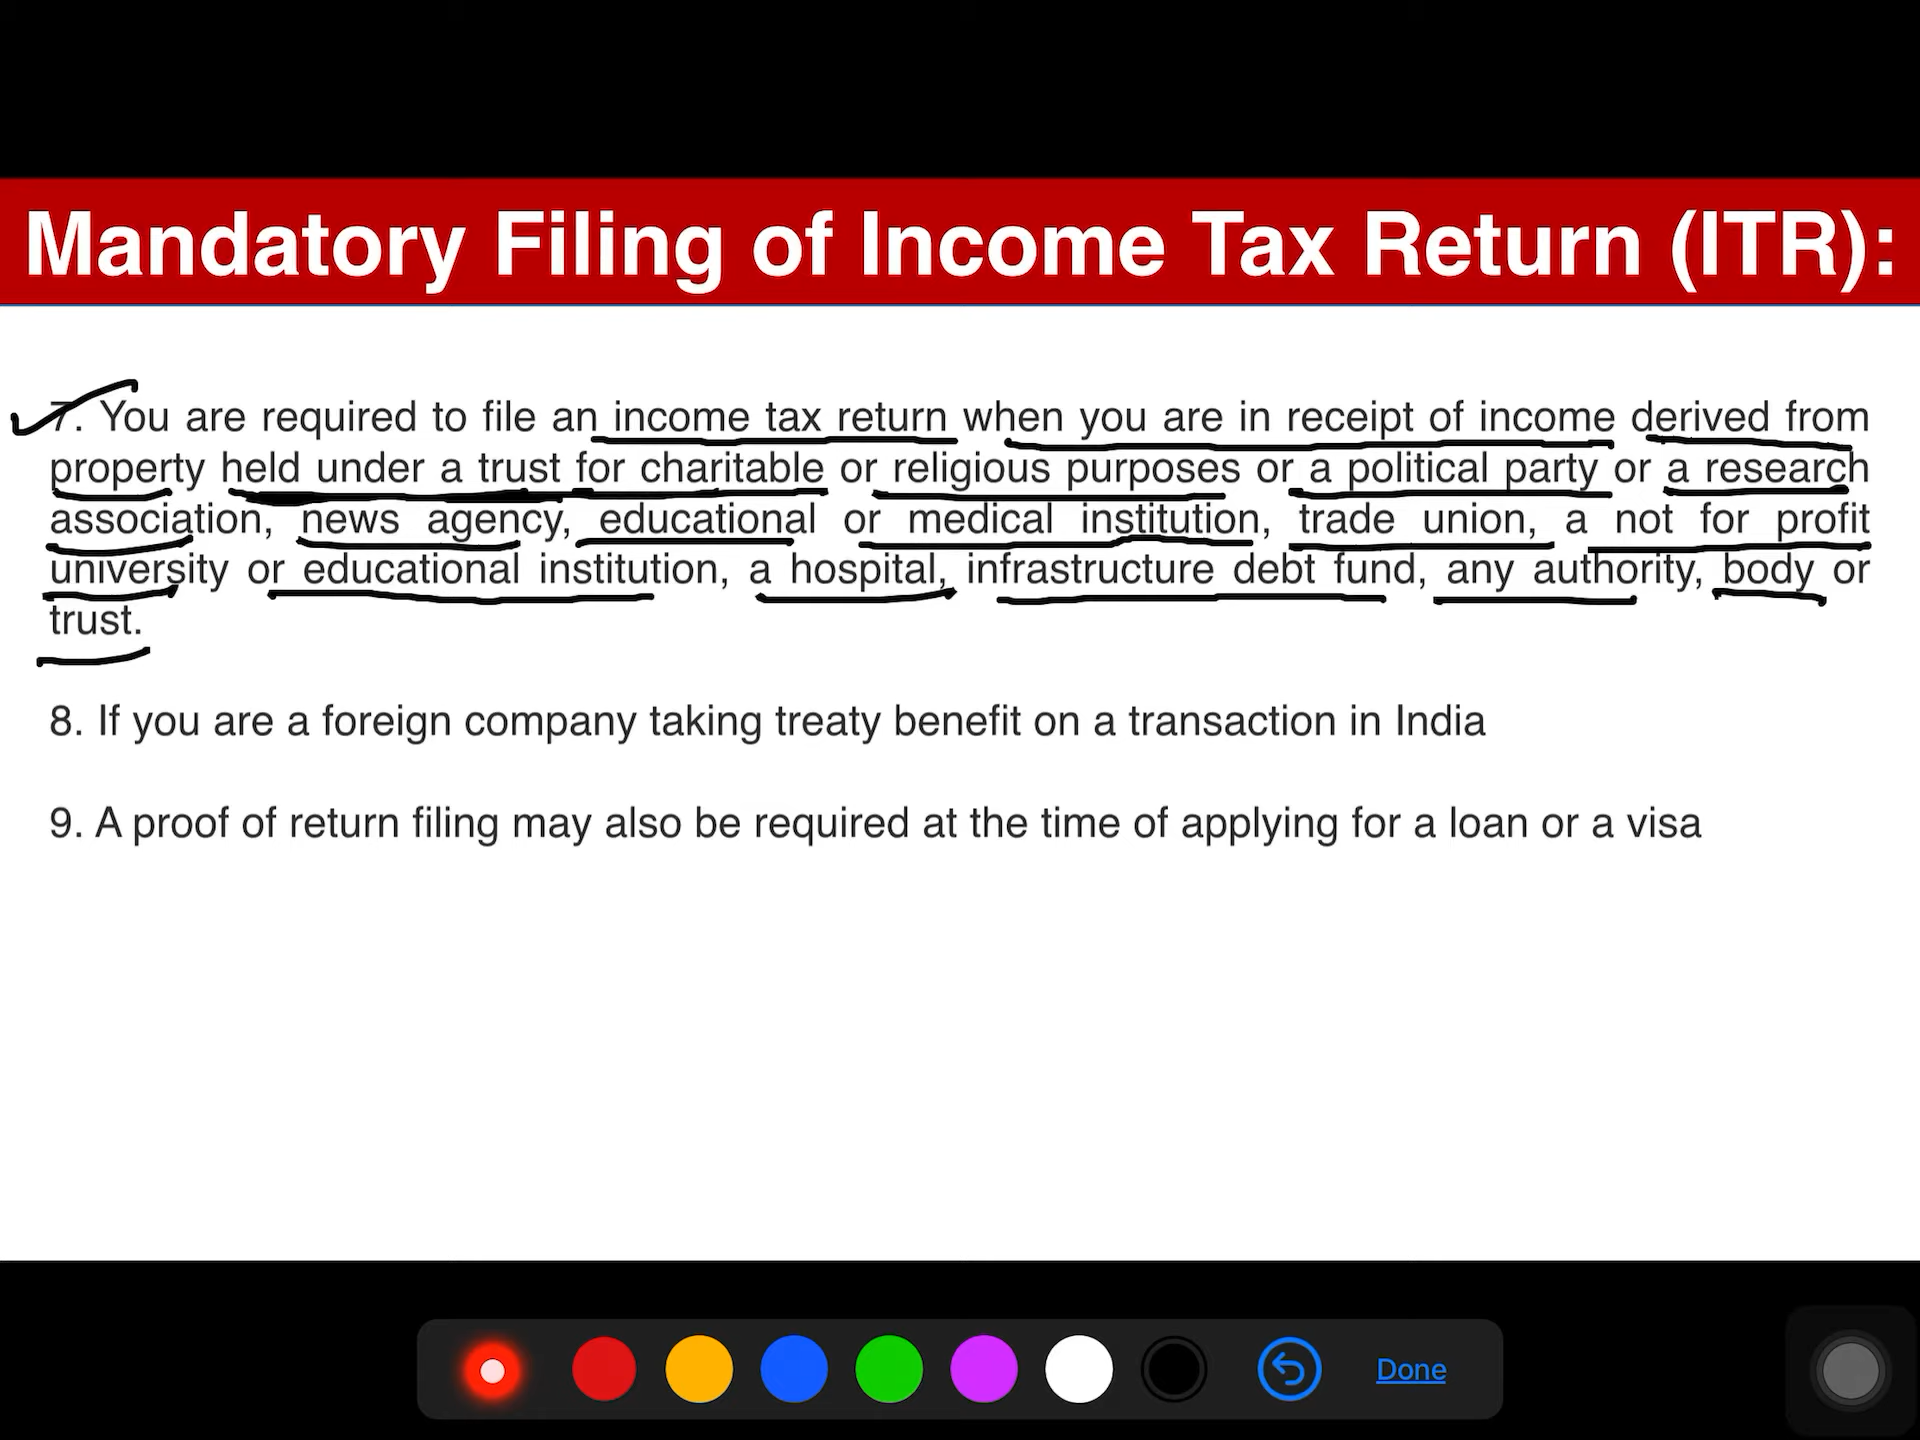 Mandatory Filing of Income Tax Return (ITR):
7. You are required to file an income tax return when you are in receipt of income derived from
property held under a trust for charitable or religious purposes or a political party or a research
association, news agency, educational or medical institution, trade union, a not for profit
university or educational institution, a hospital, infrastructure debt fund, any authority, body or
trust.
8. If you are a foreign company taking treaty benefit on a transaction in India
9. A proof of return filing may also be required at the time of applying for a loan or a visa
Done